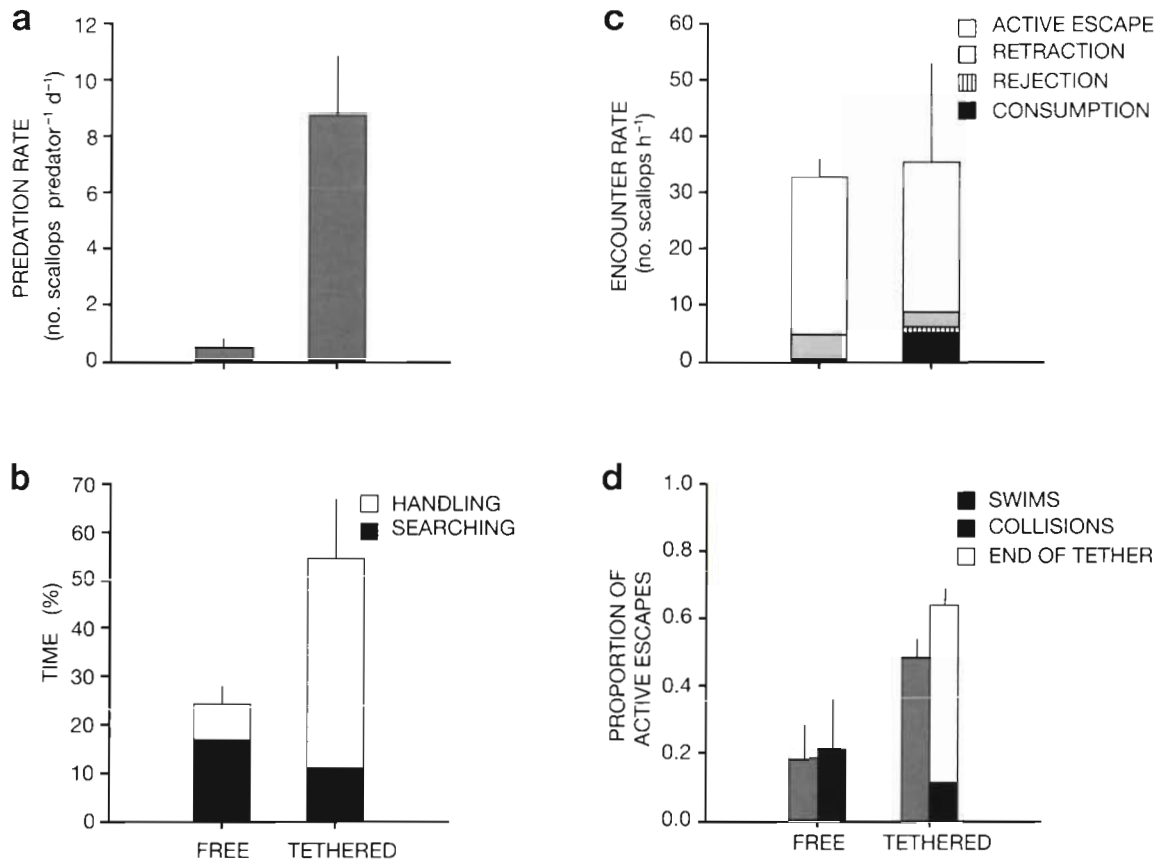 a
PREDATION RATE
(no. scallops predator⁻¹ d⁻¹)
12
10
8
6
4
2
0
c
ENCOUNTER RATE
(no. scallops h⁻¹)
60
50
40
30
20
10
0
ACTIVE ESCAPE
RETRACTION
REJECTION
CONSUMPTION
b
TIME (%)
70
60
50
40
30
20
10
0
HANDLING
SEARCHING
FREE TETHERED
d
PROPORTION OF
ACTIVE ESCAPES
1.0
0.8
0.6
0.4
0.2
0.0
SWIMS
COLLISIONS
END OF TETHER
FREE TETHERED